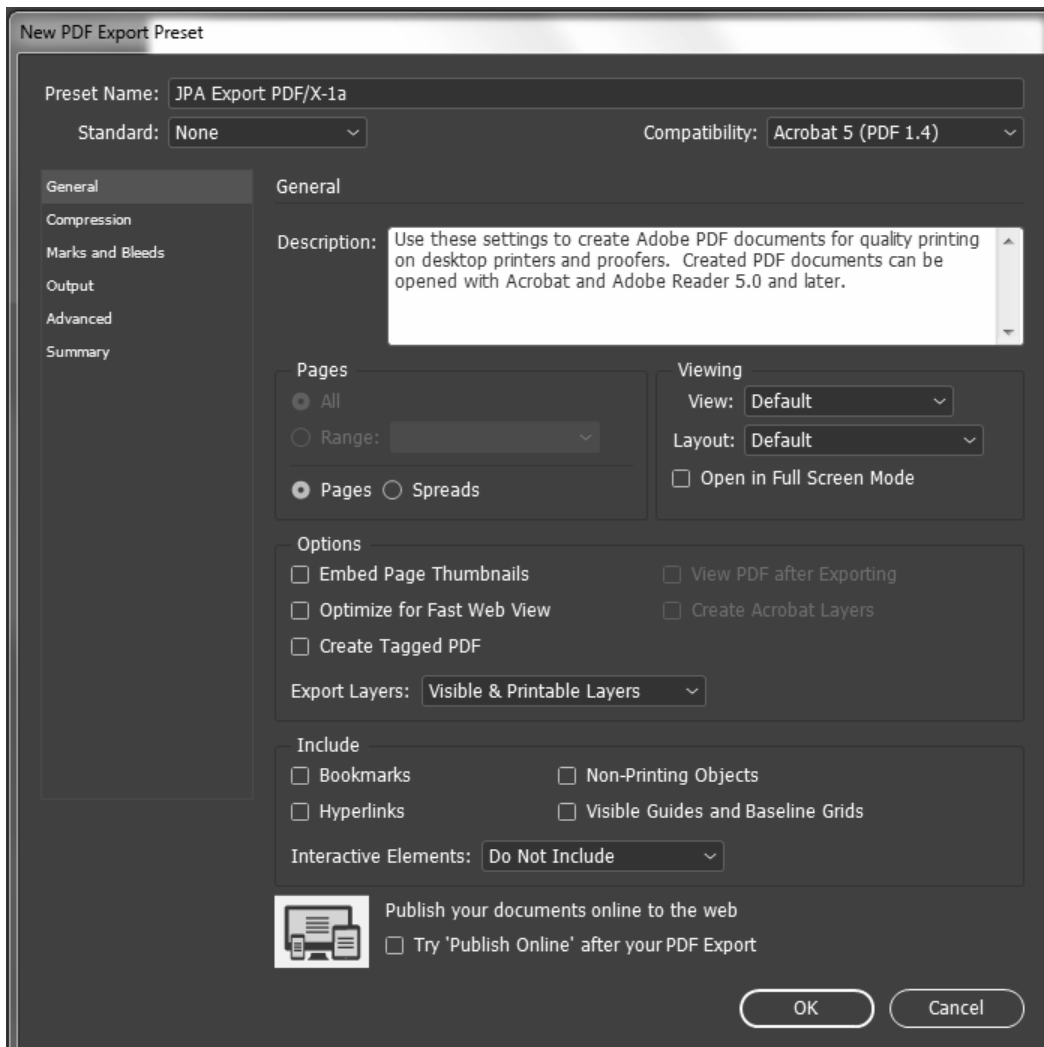 New PDF Export Preset
Preset Name: JPA Export PDF/X-1a
Standard: None Compatibility: Acrobat 5 (PDF 1.4)
General
Compression
Marks and Bleeds
Output
Advanced
Summary
General
Description: Use these settings to create Adobe PDF documents for quality printing
on desktop printers and proofers. Created PDF documents can be
opened with Acrobat and Adobe Reader 5.0 and later.
Pages
All
Range:
Pages Spreads
Viewing
View: Default
Layout: Default
Open in Full Screen Mode
Options
Embed Page Thumbnails View PDF after Exporting
Optimize for Fast Web View Create Acrobat Layers
Create Tagged PDF
Export Layers: Visible & Printable Layers
Include
Bookmarks Non-Printing Objects
Hyperlinks Visible Guides and Baseline Grids
Interactive Elements: Do Not Include
Publish your documents online to the web
Try 'Publish Online' after your PDF Export
OK Cancel